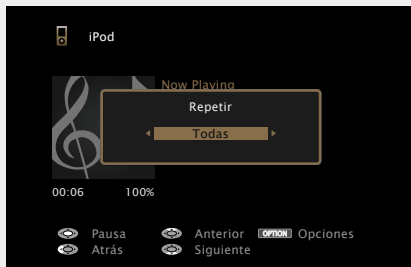 iPod
Now Playing
Repetir
Todas
00:06 100%
Pausa Anterior OPTION Opciones
Atrás Siguiente